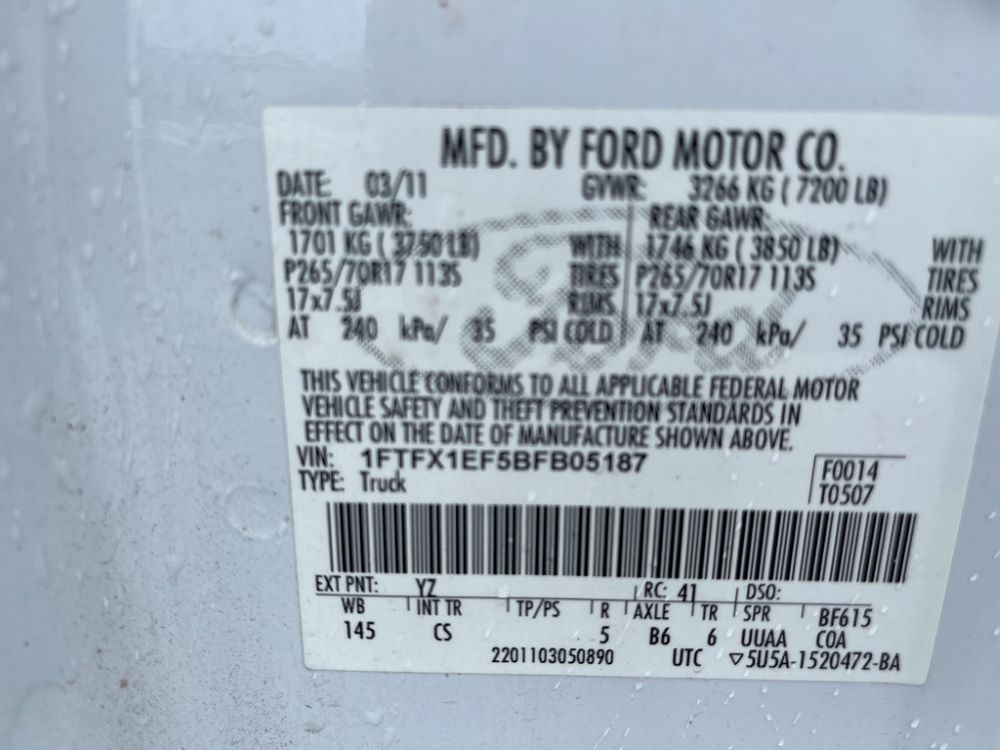 MFD. BY FORD MOTOR CO.
DATE: 03/11 GVWR: 3266 KG ( 7200 LB)
FRONT GAWR: REAR GAWR:
1701 KG ( 3750 LB) WITH 1746 KG ( 3850 LB) WITH
P265/70R17 113S TIRES P265/70R17 113S TIRES
17x7.5J RIMS 17x7.5J RIMS
AT 240 kPa/ 35 PSI COLD AT 240 kPa/ 35 PSI COLD
Ford
THIS VEHICLE CONFORMS TO ALL APPLICABLE FEDERAL MOTOR
VEHICLE SAFETY AND THEFT PREVENTION STANDARDS IN
EFFECT ON THE DATE OF MANUFACTURE SHOWN ABOVE.
VIN: 1FTFX1EF5BFB05187 F0014
TYPE: Truck T0507
EXT PNT: YZ RC: 41 DSO:
WB INT TR TP/PS R AXLE TR SPR BF615
145 CS 5 B6 6 UUAA COA
2201103050890 UTC ▽5U5A-1520472-BA